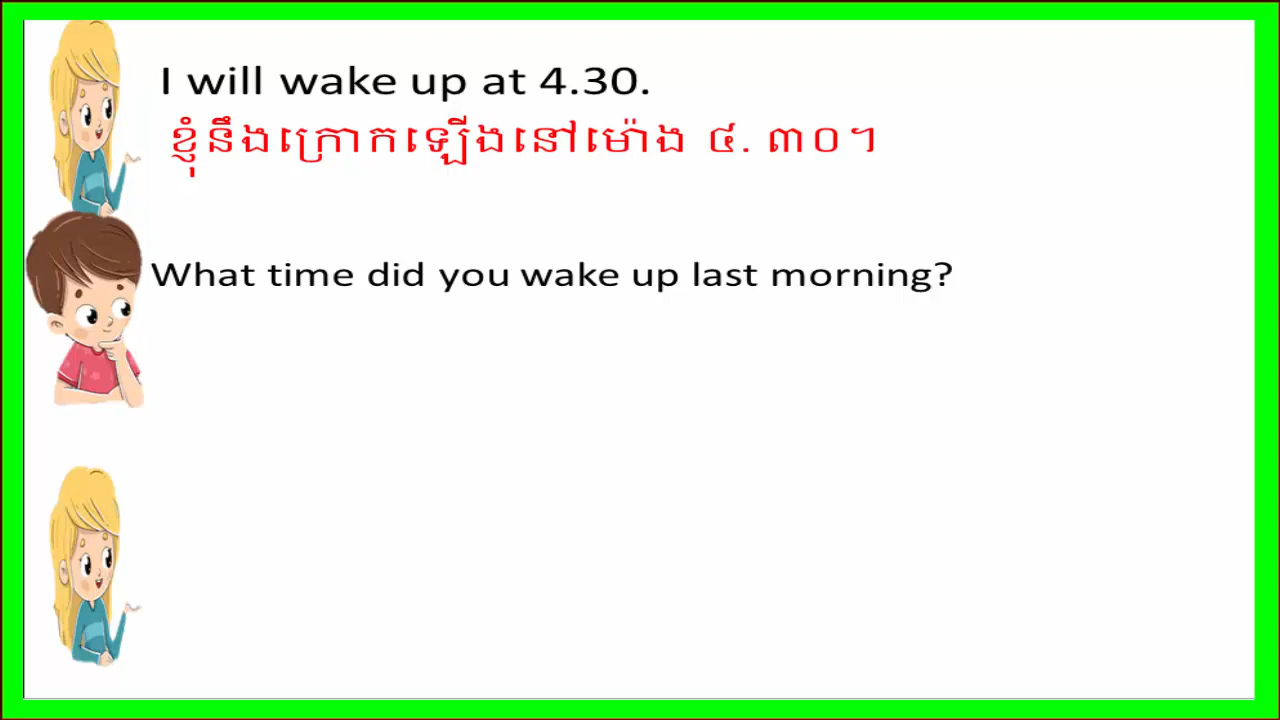 I will wake up at 4.30.
ខ្ញុំនឹងក្រោកឡើងនៅម៉ោង ៤. ៣០។
What time did you wake up last morning?